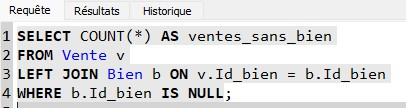 Requête Résultats Historique
1 SELECT COUNT(*) AS ventes_sans_bien
2 FROM Vente v
3 LEFT JOIN Bien b ON v.Id_bien = b.Id_bien
4 WHERE b.Id_bien IS NULL;